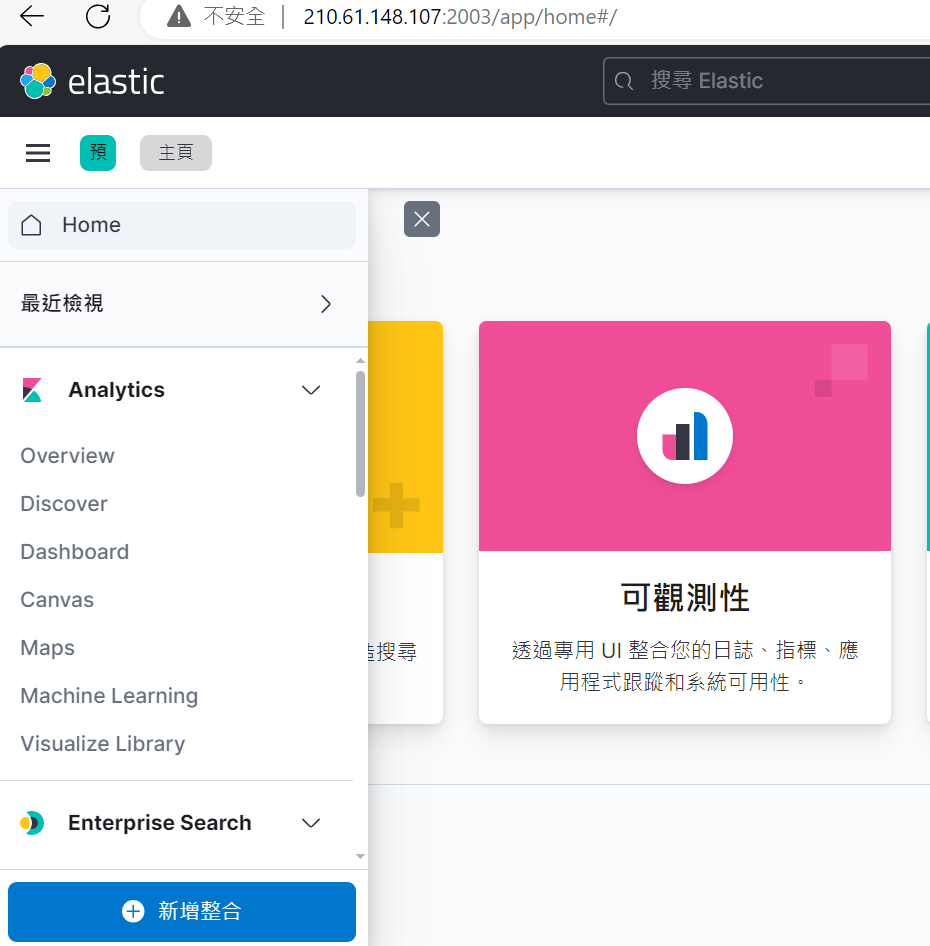 不安全 | 210.61.148.107:2003/app/home#/
elastic
搜尋 Elastic
預
主頁
Home
最近檢視
Analytics
Overview
Discover
Dashboard
Canvas
Maps
Machine Learning
Visualize Library
Enterprise Search
新增整合
搜尋
可觀測性
透過專用 UI 整合您的日誌、指標、應
用程式跟蹤和系統可用性。